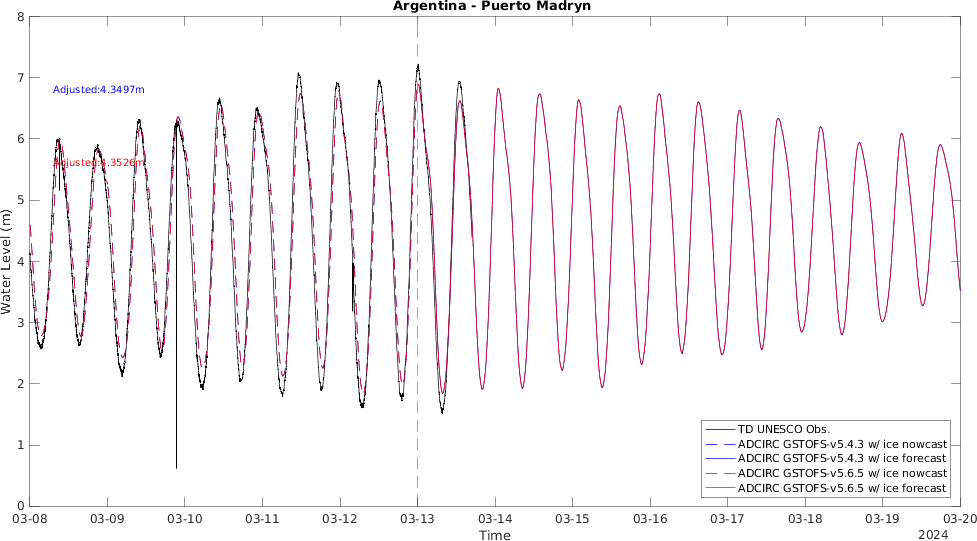 Argentina - Puerto Madryn
8
7
6
5
4
3
2
1
0
Water Level (m)
Adjusted:4.3497m
Adjusted:4.3526m
TD UNESCO Obs.
ADCIRC GSTOFS-v5.4.3 w/ ice nowcast
ADCIRC GSTOFS-v5.4.3 w/ ice forecast
ADCIRC GSTOFS-v5.6.5 w/ ice nowcast
ADCIRC GSTOFS-v5.6.5 w/ ice forecast
03-08 03-09 03-10 03-11 03-12 03-13 03-14 03-15 03-16 03-17 03-18 03-19 03-20
Time
2024